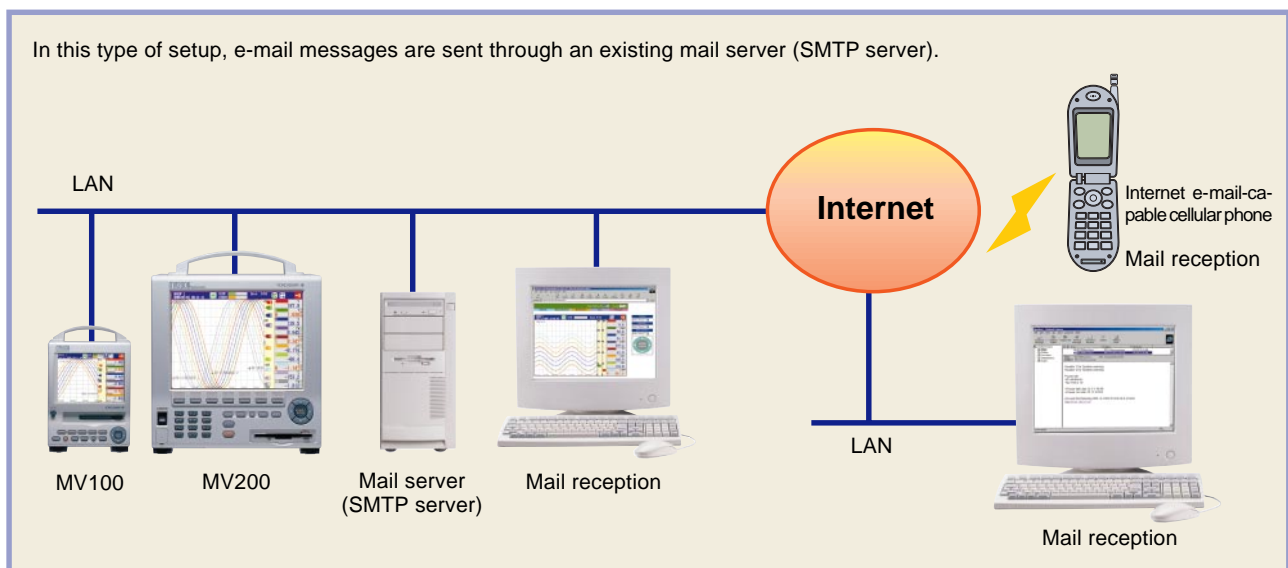 In this type of setup, e-mail messages are sent through an existing mail server (SMTP server).
LAN
Internet
Internet e-mail-ca-
pable cellular phone
Mail reception
MV100
MV200
Mail server
(SMTP server)
Mail reception
LAN
Mail reception